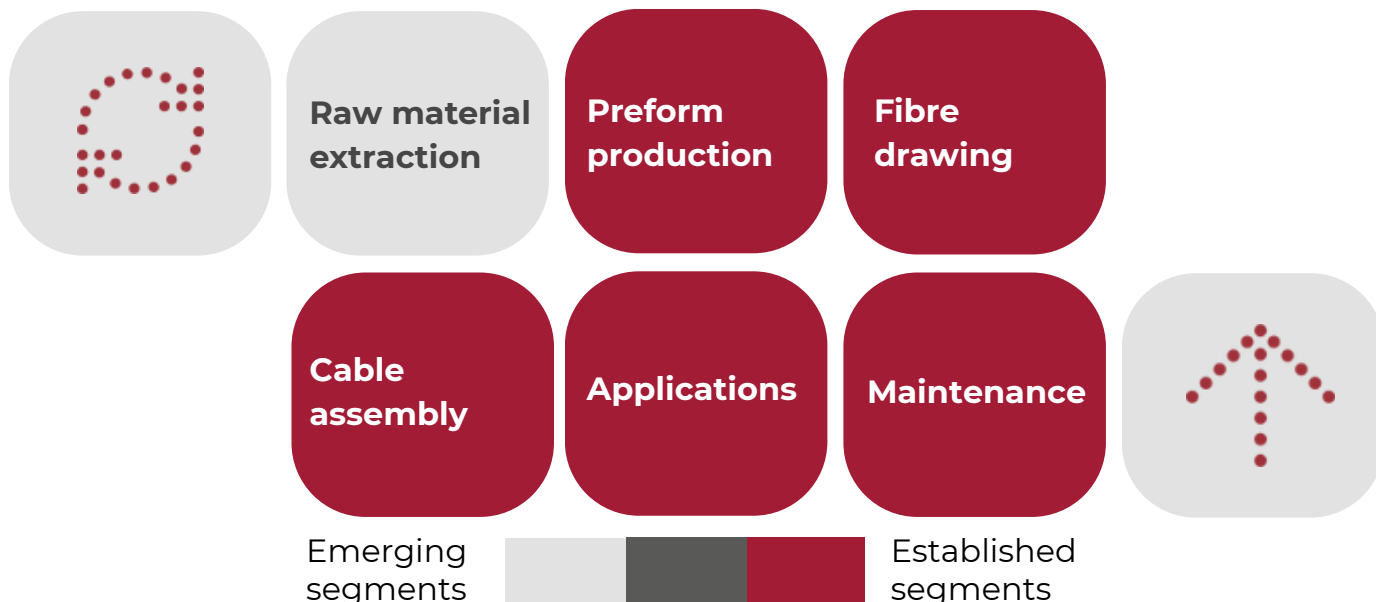 Raw material
extraction
Preform
production
Fibre
drawing
Cable
assembly
Applications
Maintenance
Emerging
segments
Established
segments